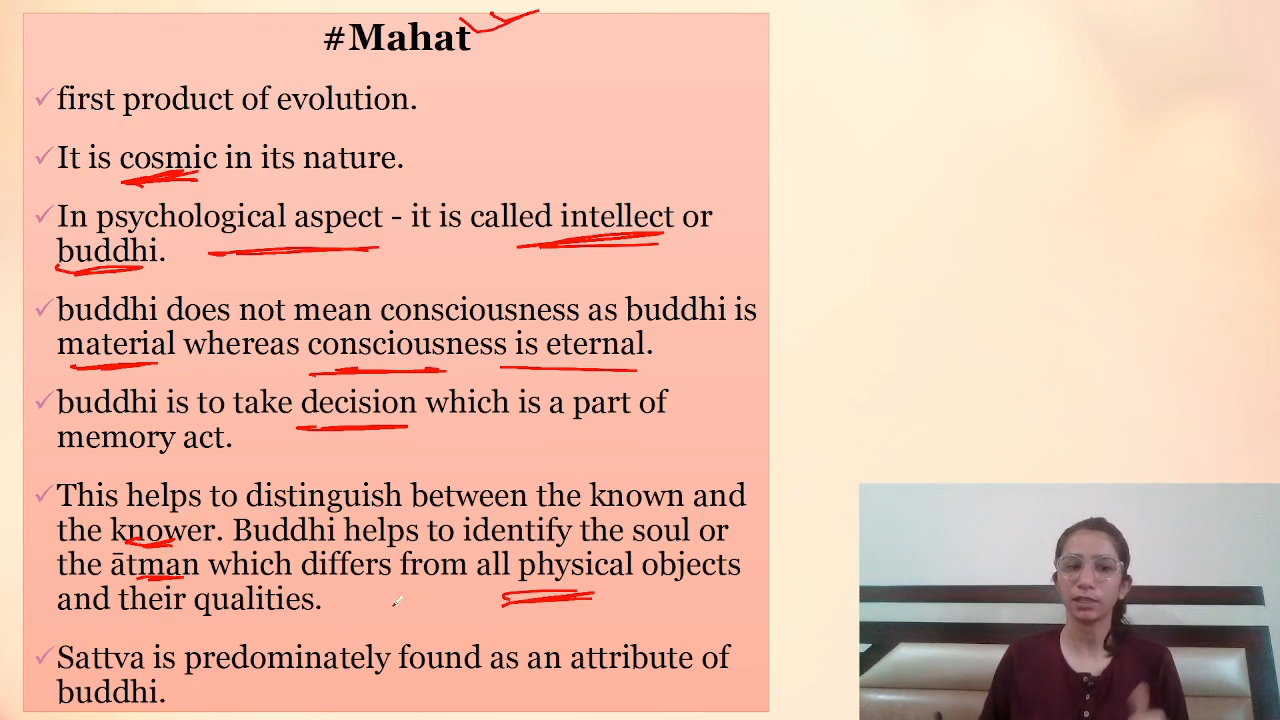 #Mahat
first product of evolution.
It is cosmic in its nature.
In psychological aspect - it is called intellect or
buddhi.
buddhi does not mean consciousness as buddhi is
material whereas consciousness is eternal.
buddhi is to take decision which is a part of
memory act.
This helps to distinguish between the known and
the knower. Buddhi helps to identify the soul or
the ātman which differs from all physical objects
and their qualities.
Sattva is predominately found as an attribute of
buddhi.